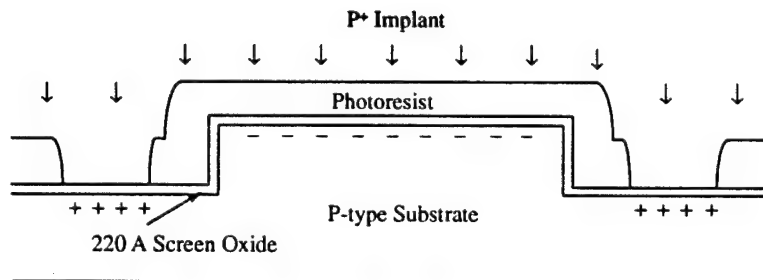 P+ Implant
Photoresist
- - - - - - - - -
+ + + +
+ + + +
P-type Substrate
220 A Screen Oxide